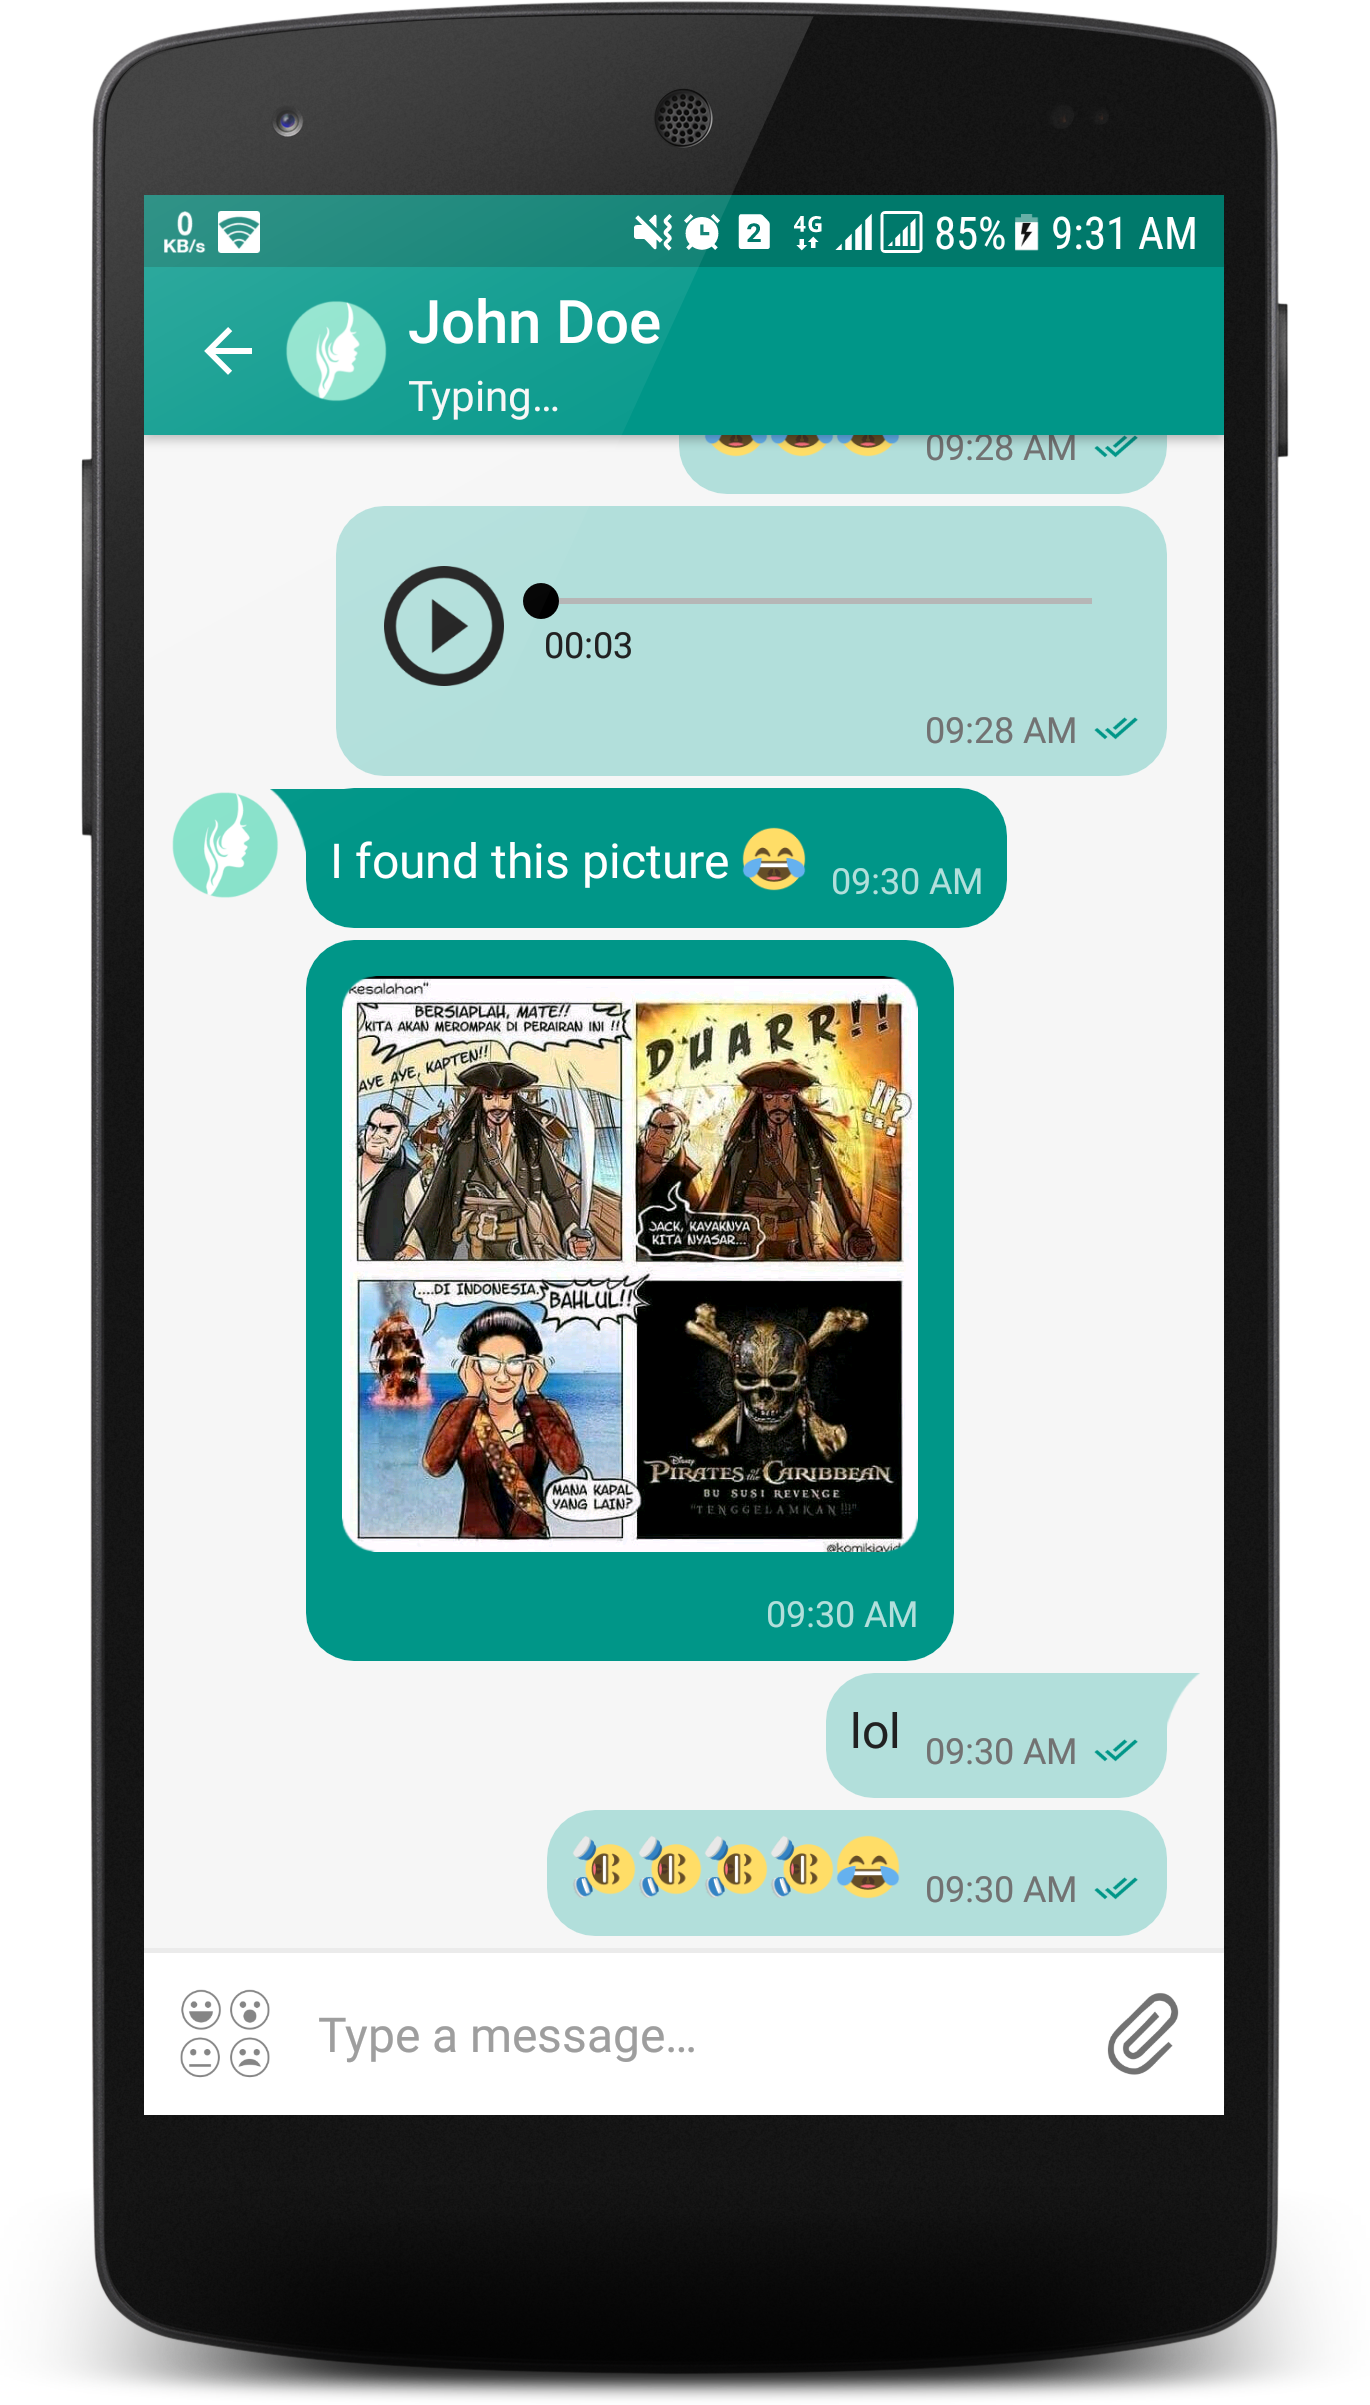 0
KB/s
2
4G
85%
9:31 AM
John Doe
Typing...
09:28 AM
00:03
09:28 AM
I found this picture 😂 09:30 AM
kesalahan"
BERSIAPLAH, MATE!!
KITA AKAN MEROMPAK DI PERAIRAN INI !!
AYE AYE, KAPTEN!!
DUARR!!
!!?
JACK, KAYAKNYA
KITA NYASAR...
....DI INDONESIA.
BAHLUL!!
MANA KAPAL
YANG LAIN?
Disney
PIRATES of the CARIBBEAN
BU SUSI REVENGE
"TENGGELAMKAN!!!"
@komikjavid
09:30 AM
lol 09:30 AM
🤣🤣🤣🤣😂 09:30 AM
Type a message...